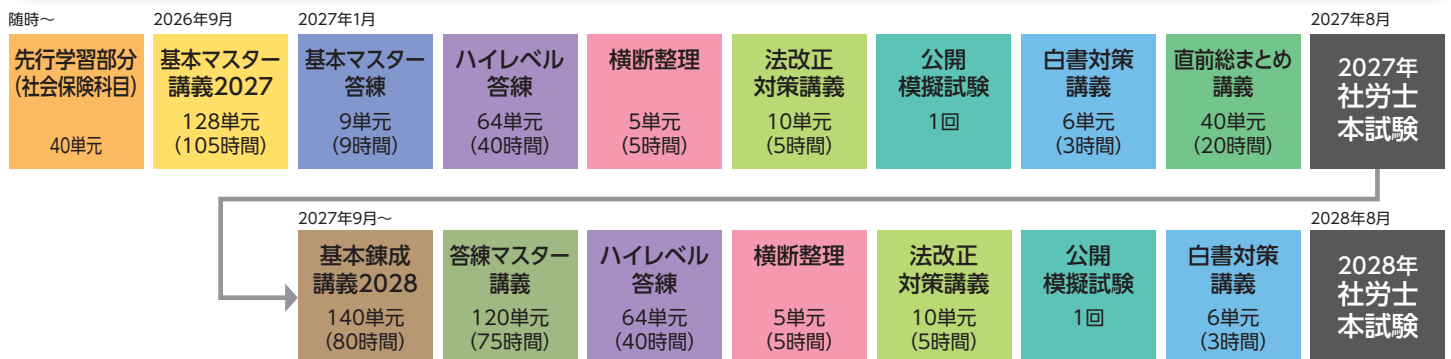 随時～
2026年9月
2027年1月
2027年8月
先行学習部分
(社会保険科目)
40単元
基本マスター
講義2027
128単元
(105時間)
基本マスター
答練
9単元
(9時間)
ハイレベル
答練
64単元
(40時間)
横断整理
5単元
(5時間)
法改正
対策講義
10単元
(5時間)
公開
模擬試験
1回
白書対策
講義
6単元
(3時間)
直前総まとめ
講義
40単元
(20時間)
2027年
社労士
本試験
2027年9月～
2028年8月
基本錬成
講義2028
140単元
(80時間)
答練マスター
講義
120単元
(75時間)
ハイレベル
答練
64単元
(40時間)
横断整理
5単元
(5時間)
法改正
対策講義
10単元
(5時間)
公開
模擬試験
1回
白書対策
講義
6単元
(3時間)
2028年
社労士
本試験